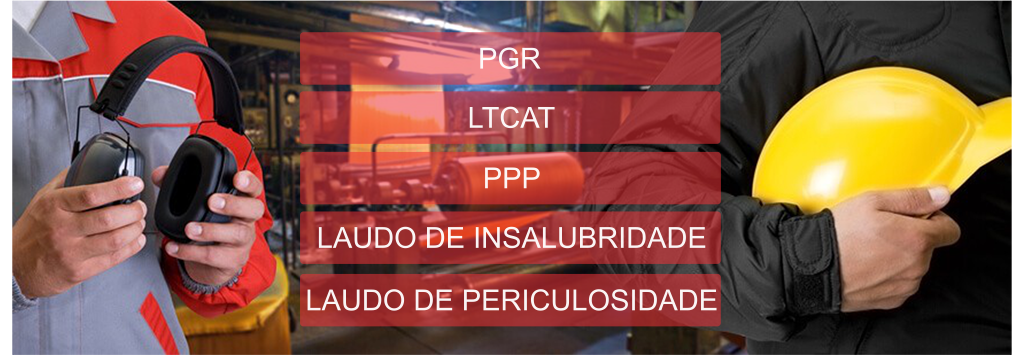 PGR
LTCAT
PPP
LAUDO DE INSALUBRIDADE
LAUDO DE PERICULOSIDADE